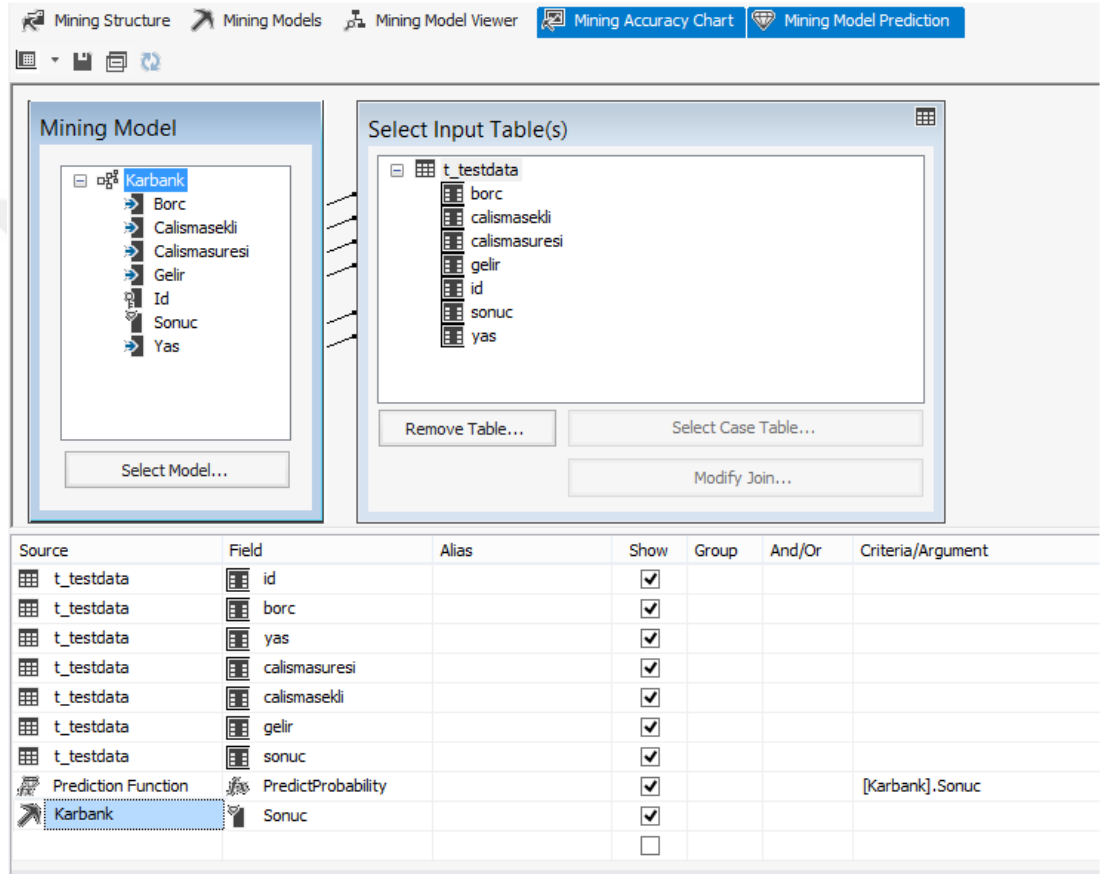 Mining Structure Mining Models Mining Model Viewer Mining Accuracy Chart Mining Model Prediction
Mining Model
Karbank
Borc
Calismasekli
Calismasuresi
Gelir
Id
Sonuc
Yas
Select Model...
Select Input Table(s)
t_testdata
borc
calismasekli
calismasuresi
gelir
id
sonuc
yas
Remove Table... Select Case Table...
Modify Join...
Source Field Alias Show Group And/Or Criteria/Argument
t_testdata id
t_testdata borc
t_testdata yas
t_testdata calismasuresi
t_testdata calismasekli
t_testdata gelir
t_testdata sonuc
Prediction Function PredictProbability [Karbank].Sonuc
Karbank Sonuc